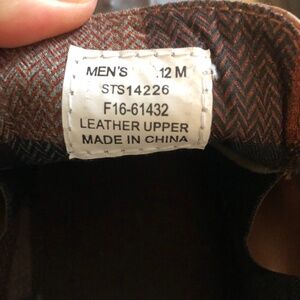 MEN'S .12 M
STS14226
F16-61432
LEATHER UPPER
MADE IN CHINA